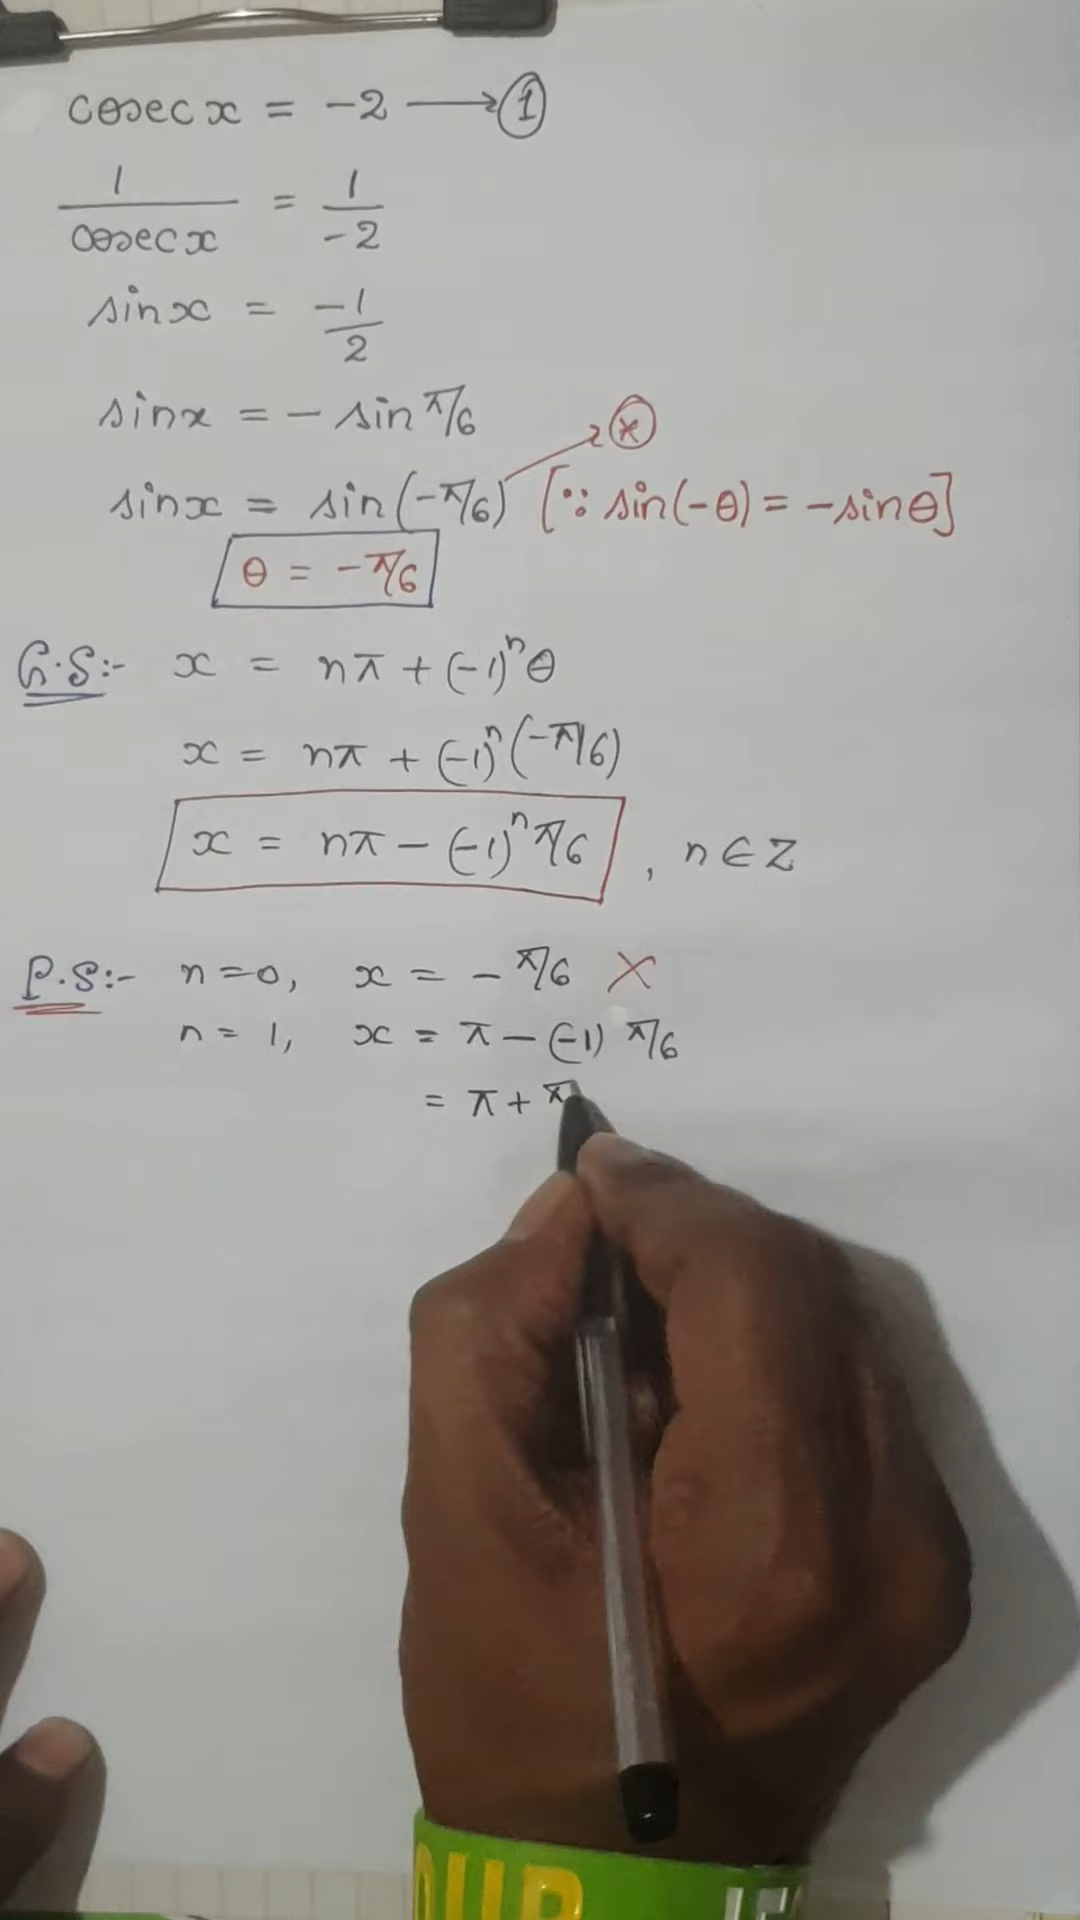 cosec x = -2 → ①
1/cosec x = 1/-2
sin x = -1/2
sin x = - sin π/6
sin x = sin(-π/6) [∵ sin(-θ) = -sinθ] → ⊛
θ = -π/6
G.S:- x = nπ + (-1)ⁿθ
x = nπ + (-1)ⁿ(-π/6)
x = nπ - (-1)ⁿ π/6 , n ∈ Z
P.S:- n=0, x = - π/6 ×
n = 1, x = π - (-1) π/6
= π + π